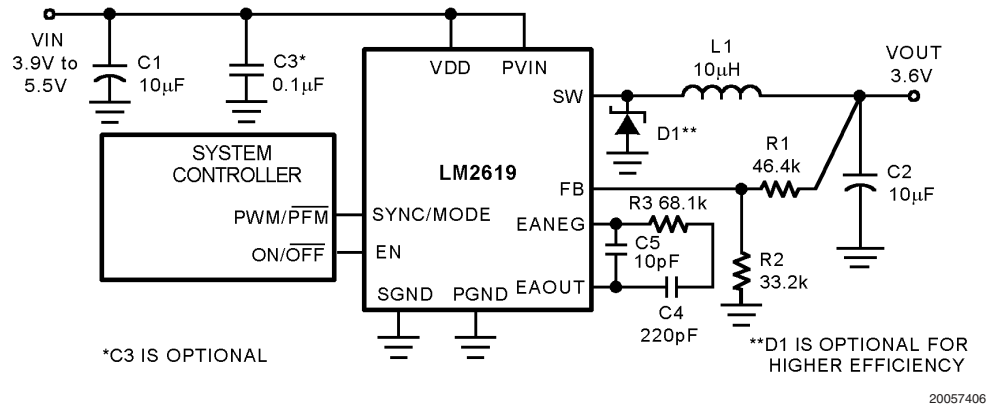 VIN
3.9V to
5.5V
C1
10μF
C3*
0.1μF
VDD
PVIN
SW
L1
10μH
VOUT
3.6V
D1**
SYSTEM
CONTROLLER
LM2619
FB
R1
46.4k
C2
10μF
PWM/P̅F̅M̅
SYNC/MODE
EANEG
R3 68.1k
ON/O̅F̅F̅
EN
C5
10pF
R2
33.2k
EAOUT
SGND
PGND
C4
220pF
*C3 IS OPTIONAL
**D1 IS OPTIONAL FOR
HIGHER EFFICIENCY
20057406